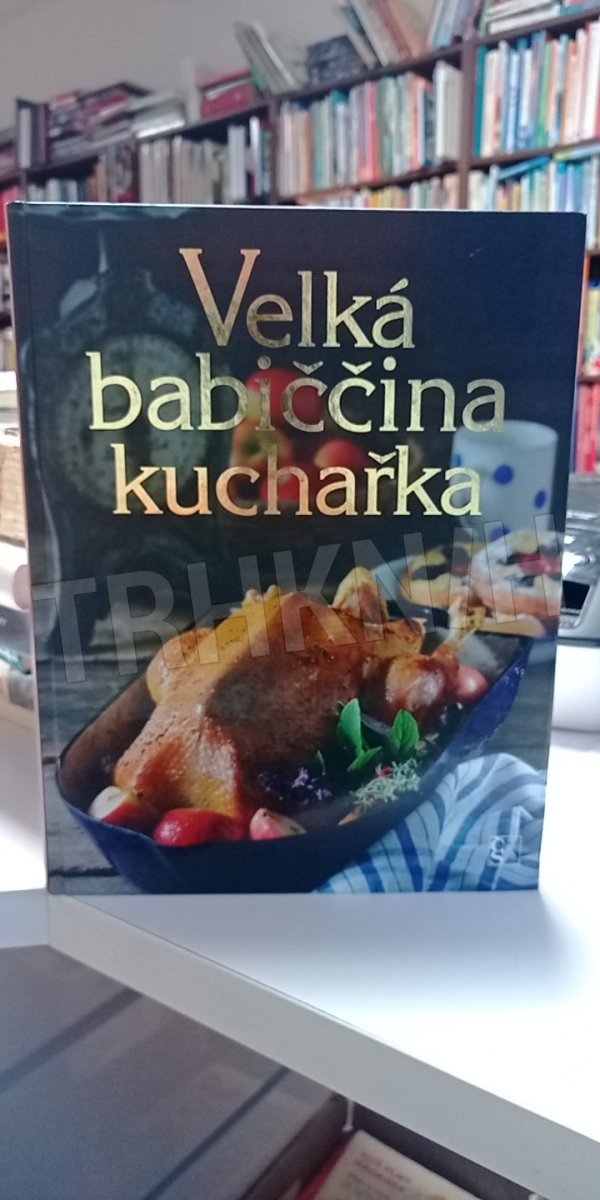 Velká
babiččina
kuchařka
TRHKNIH